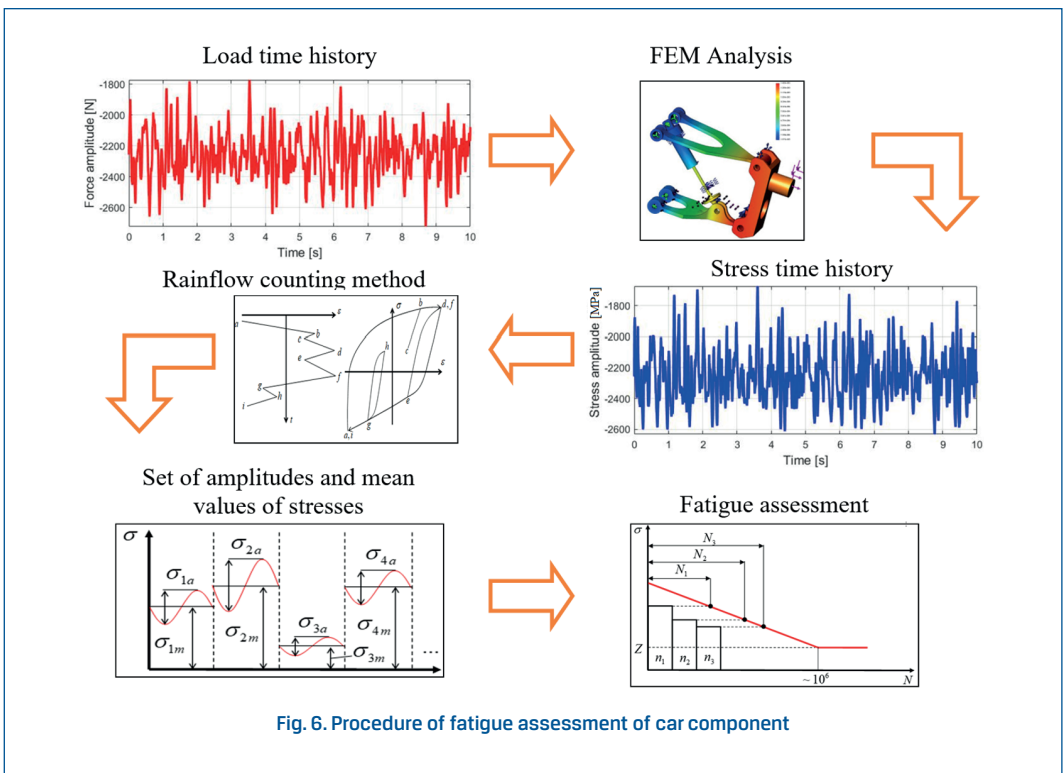 Load time history
FEM Analysis
Force amplitude [N]
-1800
-2000
-2200
-2400
-2600
0 1 2 3 4 5 6 7 8 9 10
Time [s]
Rainflow counting method
Stress time history
ε
a
b
c
d
e
f
g
h
i
t
σ
b
d,f
h
c
ε
e
g
a,i
Stress amplitude [MPa]
-1800
-2000
-2200
-2400
-2600
0 1 2 3 4 5 6 7 8 9 10
Time [s]
Set of amplitudes and mean
values of stresses
Fatigue assessment
σ
σ1a
σ2a
σ3a
σ4a
σ1m
σ2m
σ3m
σ4m
...
σ
N3
N2
N1
Z
n1
n2
n3
~10⁶
N
Fig. 6. Procedure of fatigue assessment of car component